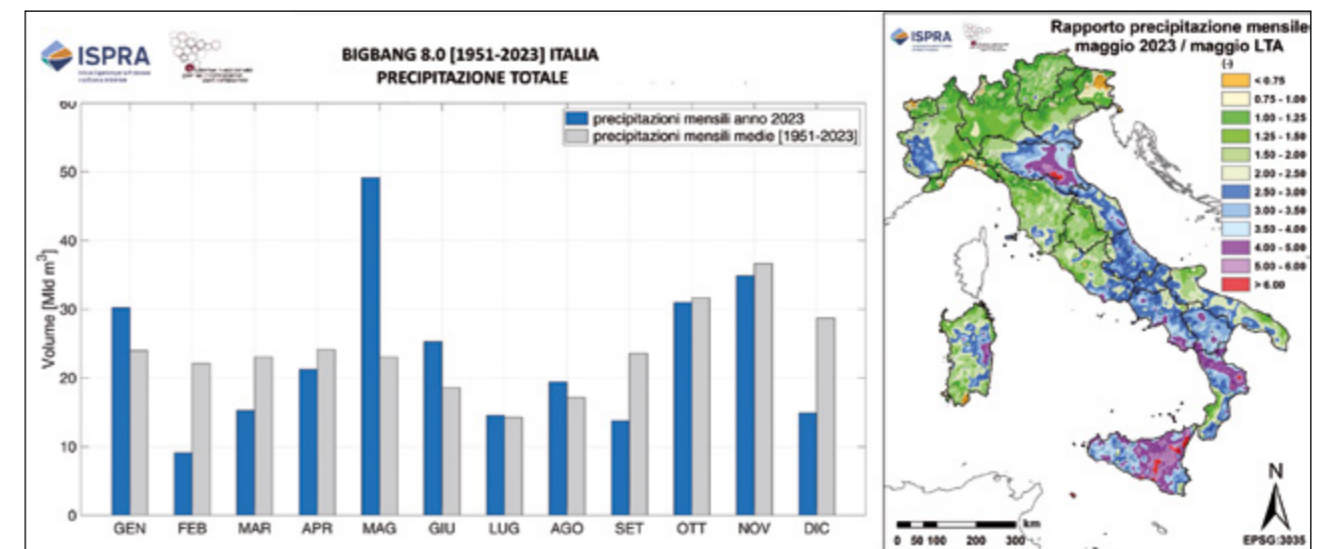 ISPRA
BIGBANG 8.0 [1951-2023] ITALIA
PRECIPITAZIONE TOTALE
precipitazioni mensili anno 2023
precipitazioni mensili medie [1951-2023]
Volume [Mld m³]
60
50
40
30
20
10
0
GEN FEB MAR APR MAG GIU LUG AGO SET OTT NOV DIC
ISPRA
Rapporto precipitazione mensile
maggio 2023 / maggio LTA
(-)
< 0.75
0.75 - 1.00
1.00 - 1.25
1.25 - 1.50
1.50 - 2.00
2.00 - 2.50
2.50 - 3.00
3.00 - 3.50
3.50 - 4.00
4.00 - 5.00
5.00 - 6.00
> 6.00
N
km
0 50 100 200 300
EPSG:3035